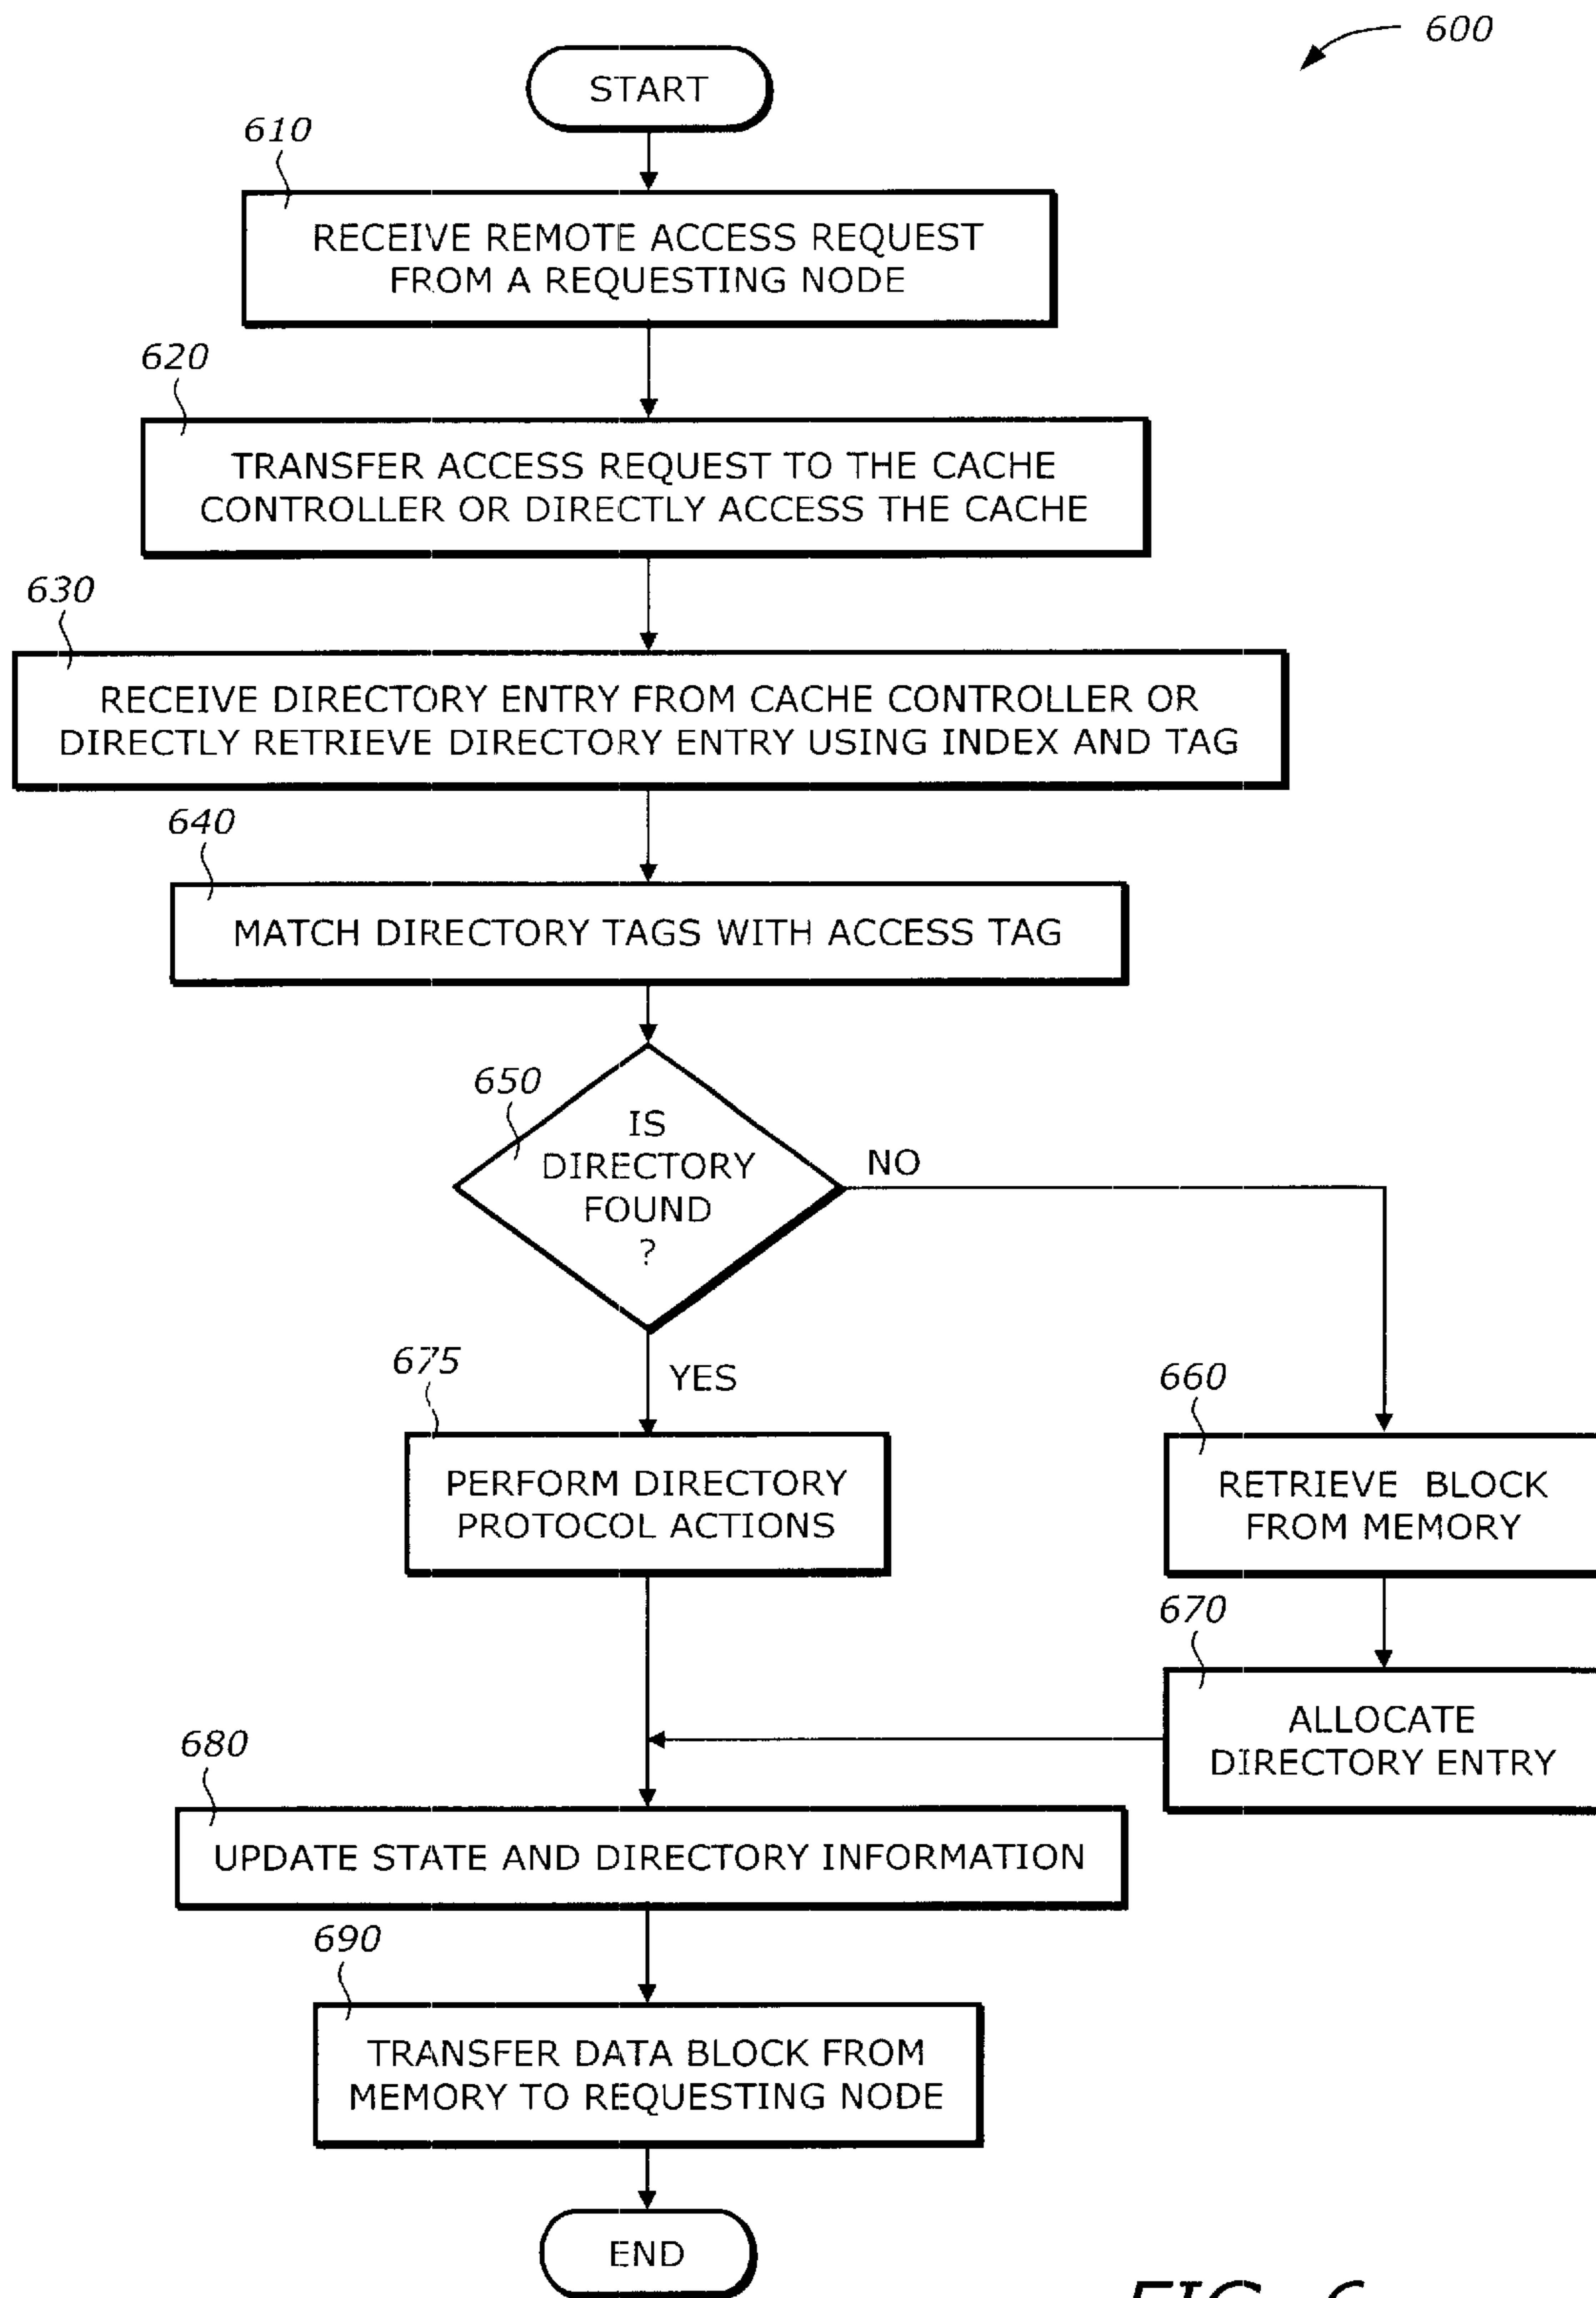 600
START
610
RECEIVE REMOTE ACCESS REQUEST
FROM A REQUESTING NODE
620
TRANSFER ACCESS REQUEST TO THE CACHE
CONTROLLER OR DIRECTLY ACCESS THE CACHE
630
RECEIVE DIRECTORY ENTRY FROM CACHE CONTROLLER OR
DIRECTLY RETRIEVE DIRECTORY ENTRY USING INDEX AND TAG
640
MATCH DIRECTORY TAGS WITH ACCESS TAG
650
IS
DIRECTORY
FOUND
?
NO
YES
675
PERFORM DIRECTORY
PROTOCOL ACTIONS
660
RETRIEVE BLOCK
FROM MEMORY
670
ALLOCATE
DIRECTORY ENTRY
680
UPDATE STATE AND DIRECTORY INFORMATION
690
TRANSFER DATA BLOCK FROM
MEMORY TO REQUESTING NODE
END
FIG. 6